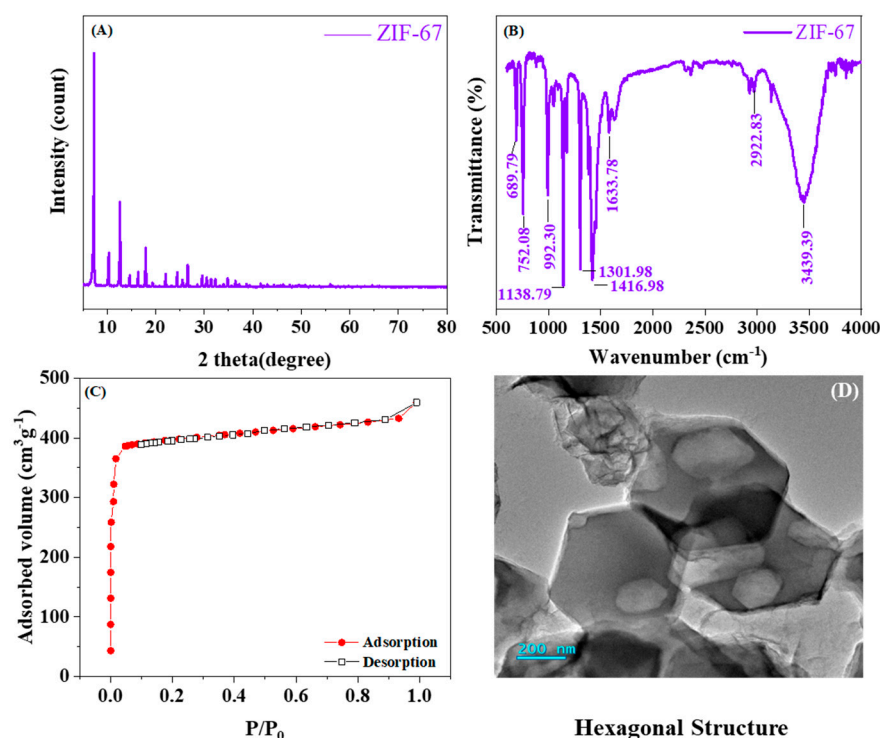 (A)
ZIF-67
Intensity (count)
10 20 30 40 50 60 70 80
2 theta(degree)
(B)
ZIF-67
Transmittance (%)
689.79
752.08
992.30
1138.79
1301.98
1416.98
1633.78
2922.83
3439.39
500 1000 1500 2000 2500 3000 3500 4000
Wavenumber (cm⁻¹)
(C)
Adsorbed volume (cm³g⁻¹)
500
400
300
200
100
0
Adsorption
Desorption
0.0 0.2 0.4 0.6 0.8 1.0
P/P₀
(D)
200 nm
Hexagonal Structure